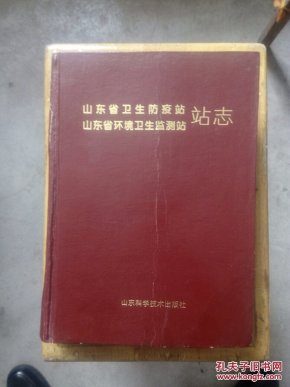 山东省卫生防疫站
山东省环境卫生监测站
站志
山东科学技术出版社
孔夫子旧书网